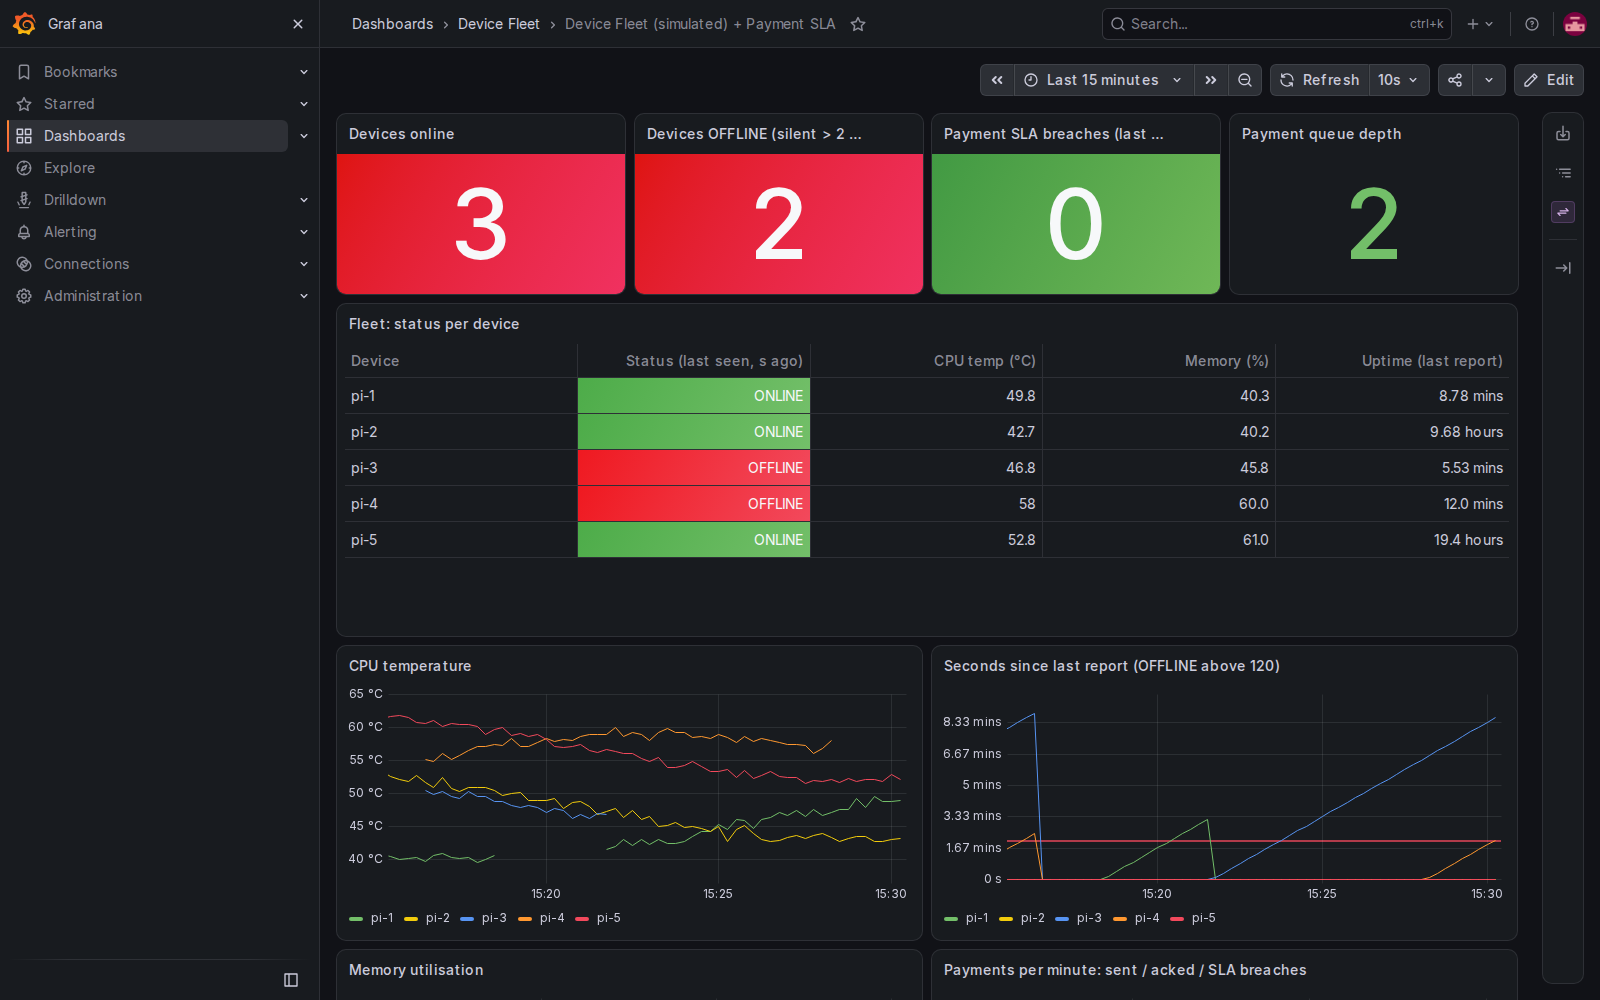 Grafana
Dashboards › Device Fleet › Device Fleet (simulated) + Payment SLA
Search... ctrl+k
Bookmarks
Starred
Dashboards
Explore
Drilldown
Alerting
Connections
Administration
Last 15 minutes
Refresh 10s
Edit
Devices online
3
Devices OFFLINE (silent > 2 ...
2
Payment SLA breaches (last ...
0
Payment queue depth
2
Fleet: status per device
Device Status (last seen, s ago) CPU temp (°C) Memory (%) Uptime (last report)
pi-1 ONLINE 49.8 40.3 8.78 mins
pi-2 ONLINE 42.7 40.2 9.68 hours
pi-3 OFFLINE 46.8 45.8 5.53 mins
pi-4 OFFLINE 58 60.0 12.0 mins
pi-5 ONLINE 52.8 61.0 19.4 hours
CPU temperature
65 °C
60 °C
55 °C
50 °C
45 °C
40 °C
15:20 15:25 15:30
pi-1 pi-2 pi-3 pi-4 pi-5
Seconds since last report (OFFLINE above 120)
8.33 mins
6.67 mins
5 mins
3.33 mins
1.67 mins
0 s
15:20 15:25 15:30
pi-1 pi-2 pi-3 pi-4 pi-5
Memory utilisation
Payments per minute: sent / acked / SLA breaches